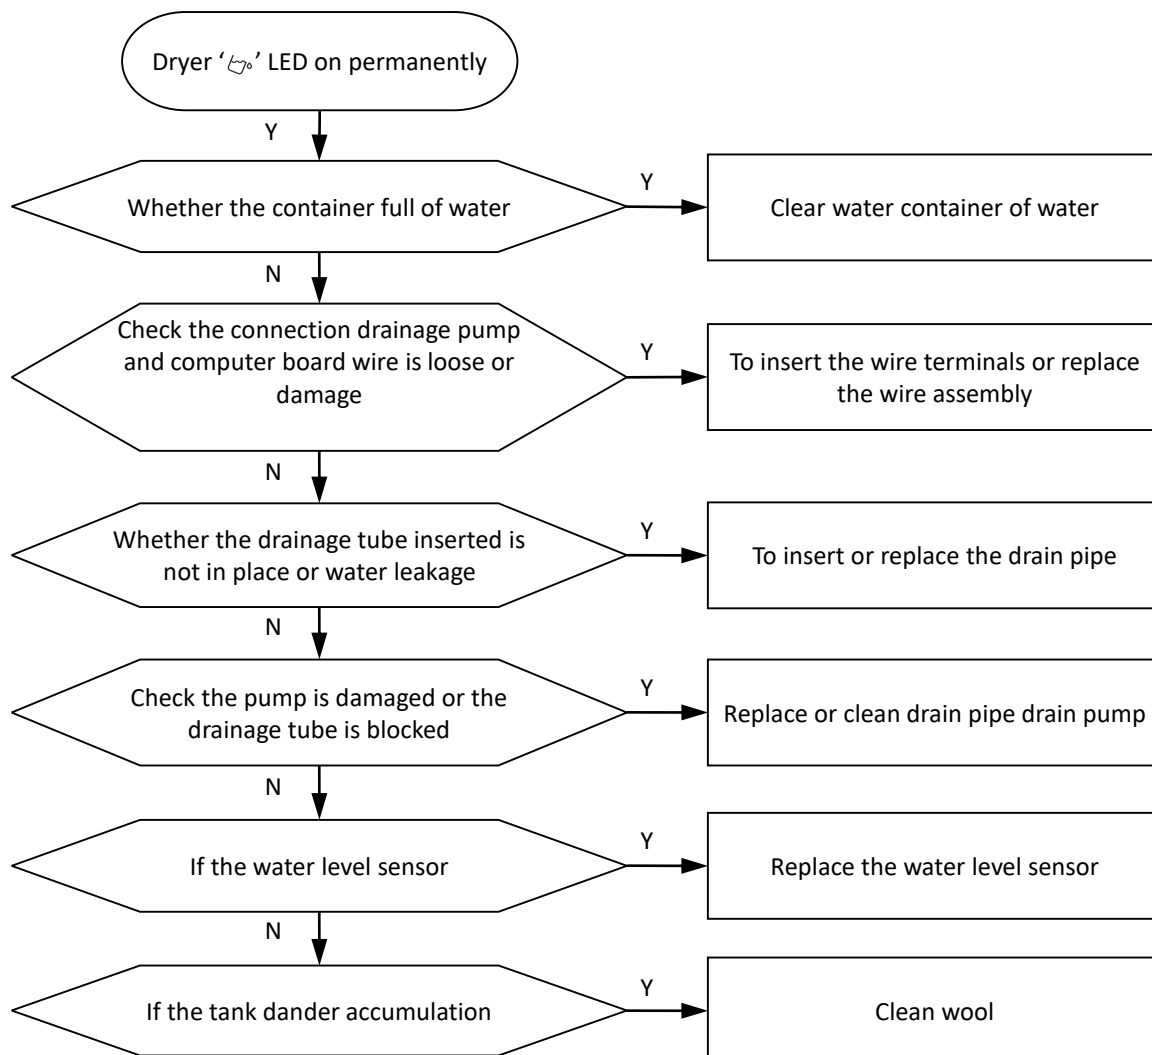 Dryer ‘’ LED on permanently
Y
Whether the container full of water
Y
Clear water container of water
N
Check the connection drainage pump
and computer board wire is loose or
damage
Y
To insert the wire terminals or replace
the wire assembly
N
Whether the drainage tube inserted is
not in place or water leakage
Y
To insert or replace the drain pipe
N
Check the pump is damaged or the
drainage tube is blocked
Y
Replace or clean drain pipe drain pump
N
If the water level sensor
Y
Replace the water level sensor
N
If the tank dander accumulation
Y
Clean wool